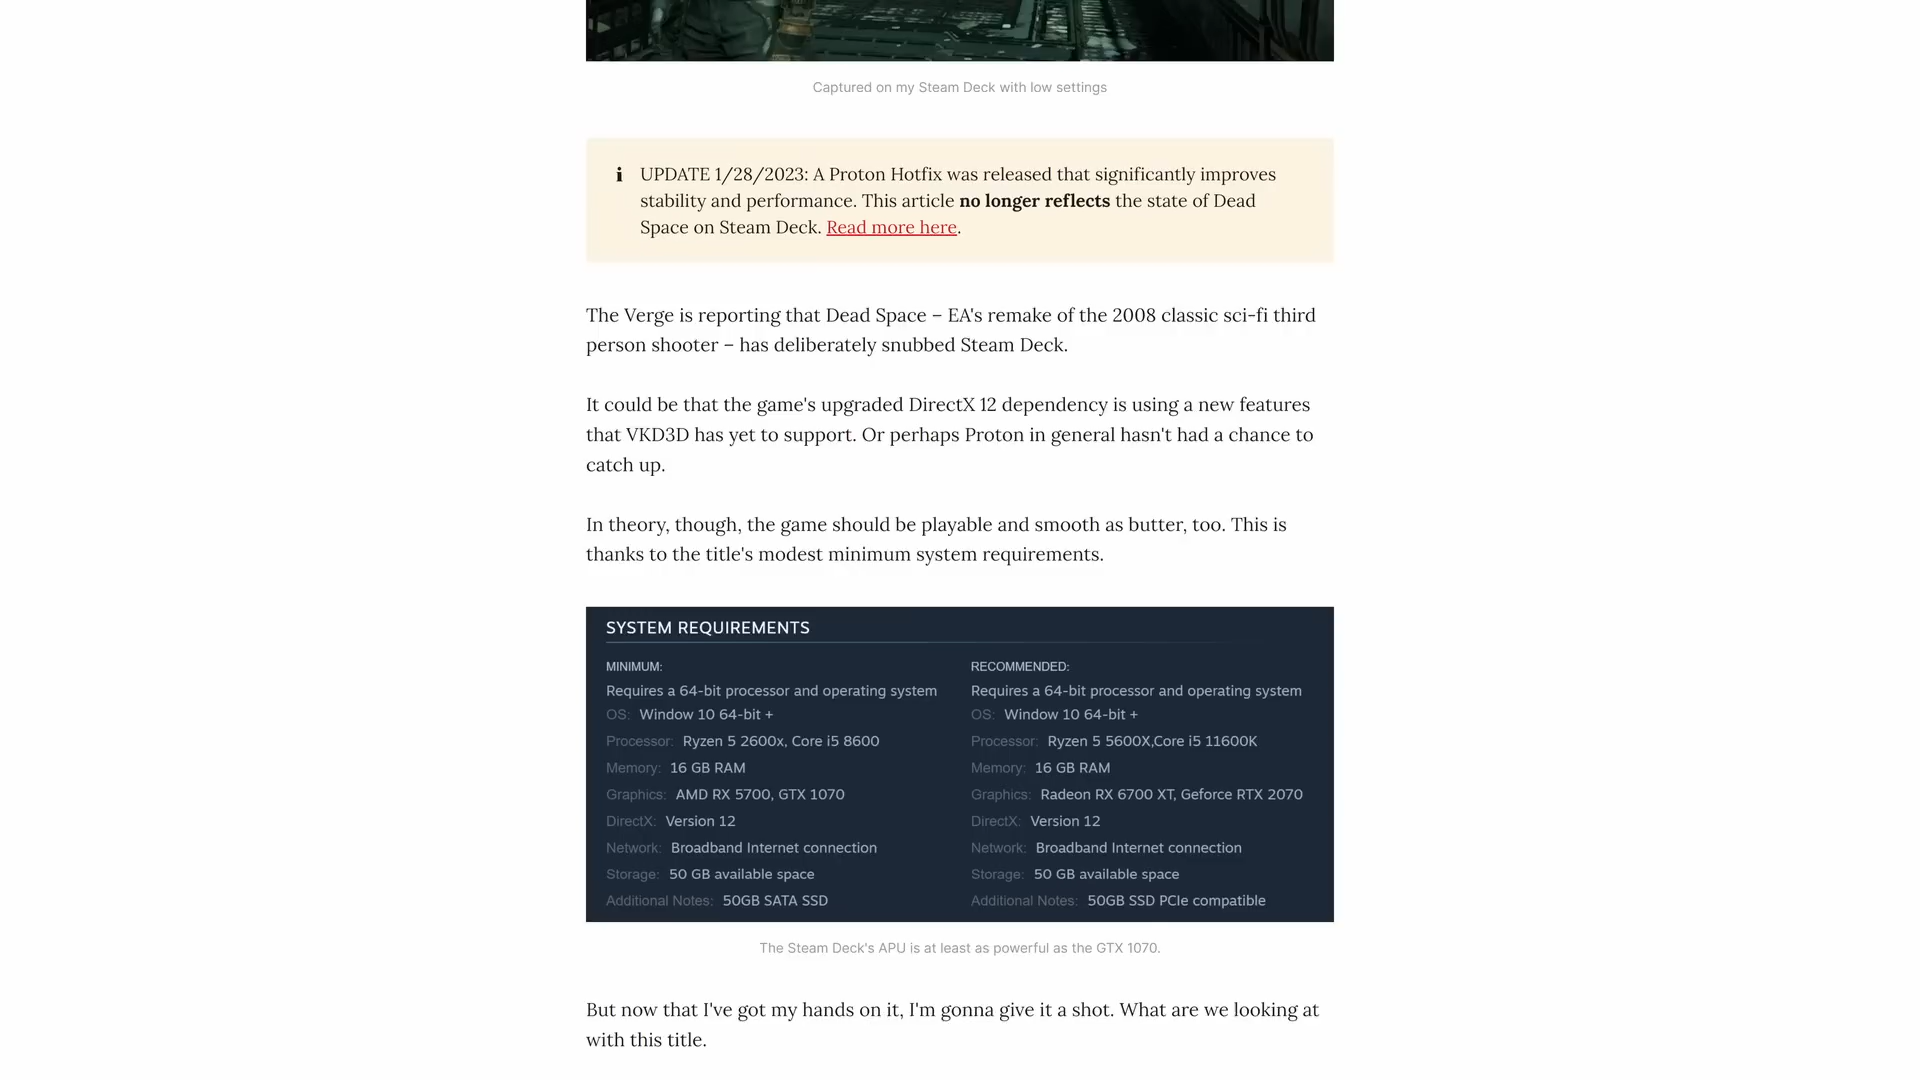 Captured on my Steam Deck with low settings
i UPDATE 1/28/2023: A Proton Hotfix was released that significantly improves
stability and performance. This article no longer reflects the state of Dead
Space on Steam Deck. Read more here.
The Verge is reporting that Dead Space – EA's remake of the 2008 classic sci-fi third
person shooter – has deliberately snubbed Steam Deck.
It could be that the game's upgraded DirectX 12 dependency is using a new features
that VKD3D has yet to support. Or perhaps Proton in general hasn't had a chance to
catch up.
In theory, though, the game should be playable and smooth as butter, too. This is
thanks to the title's modest minimum system requirements.
SYSTEM REQUIREMENTS
MINIMUM:
Requires a 64-bit processor and operating system
OS: Window 10 64-bit +
Processor: Ryzen 5 2600x, Core i5 8600
Memory: 16 GB RAM
Graphics: AMD RX 5700, GTX 1070
DirectX: Version 12
Network: Broadband Internet connection
Storage: 50 GB available space
Additional Notes: 50GB SATA SSD
RECOMMENDED:
Requires a 64-bit processor and operating system
OS: Window 10 64-bit +
Processor: Ryzen 5 5600X,Core i5 11600K
Memory: 16 GB RAM
Graphics: Radeon RX 6700 XT, Geforce RTX 2070
DirectX: Version 12
Network: Broadband Internet connection
Storage: 50 GB available space
Additional Notes: 50GB SSD PCIe compatible
The Steam Deck's APU is at least as powerful as the GTX 1070.
But now that I've got my hands on it, I'm gonna give it a shot. What are we looking at
with this title.